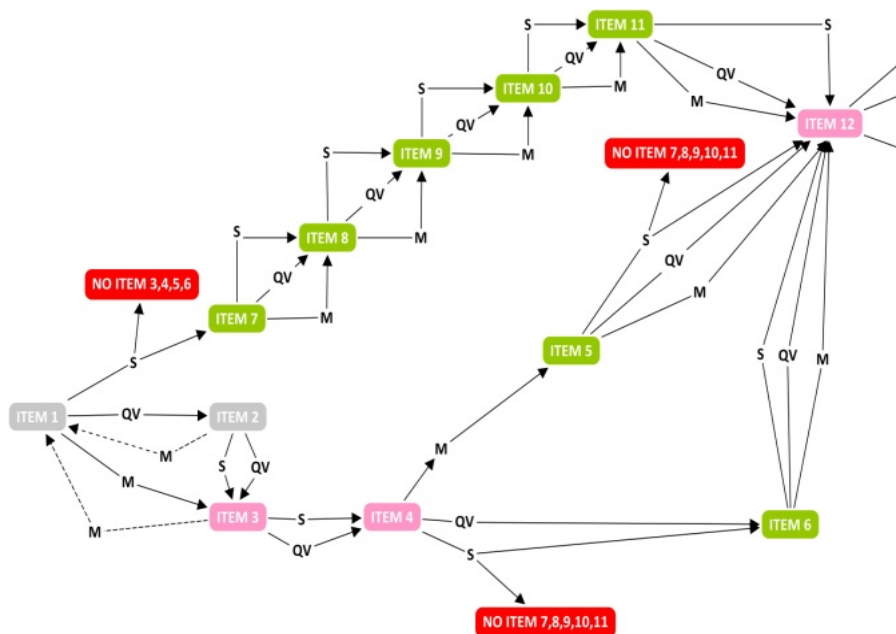 S
ITEM 11
S
QV
QV
S
M
M
ITEM 10
ITEM 12
QV
S
M
ITEM 9
NO ITEM 7,8,9,10,11
QV
S
ITEM 8
M
S
QV
QV
NO ITEM 3,4,5,6
M
ITEM 7
M
ITEM 5
S
S
QV
M
ITEM 1
QV
ITEM 2
M
M
S
QV
M
ITEM 3
S
ITEM 4
QV
ITEM 6
M
QV
S
NO ITEM 7,8,9,10,11